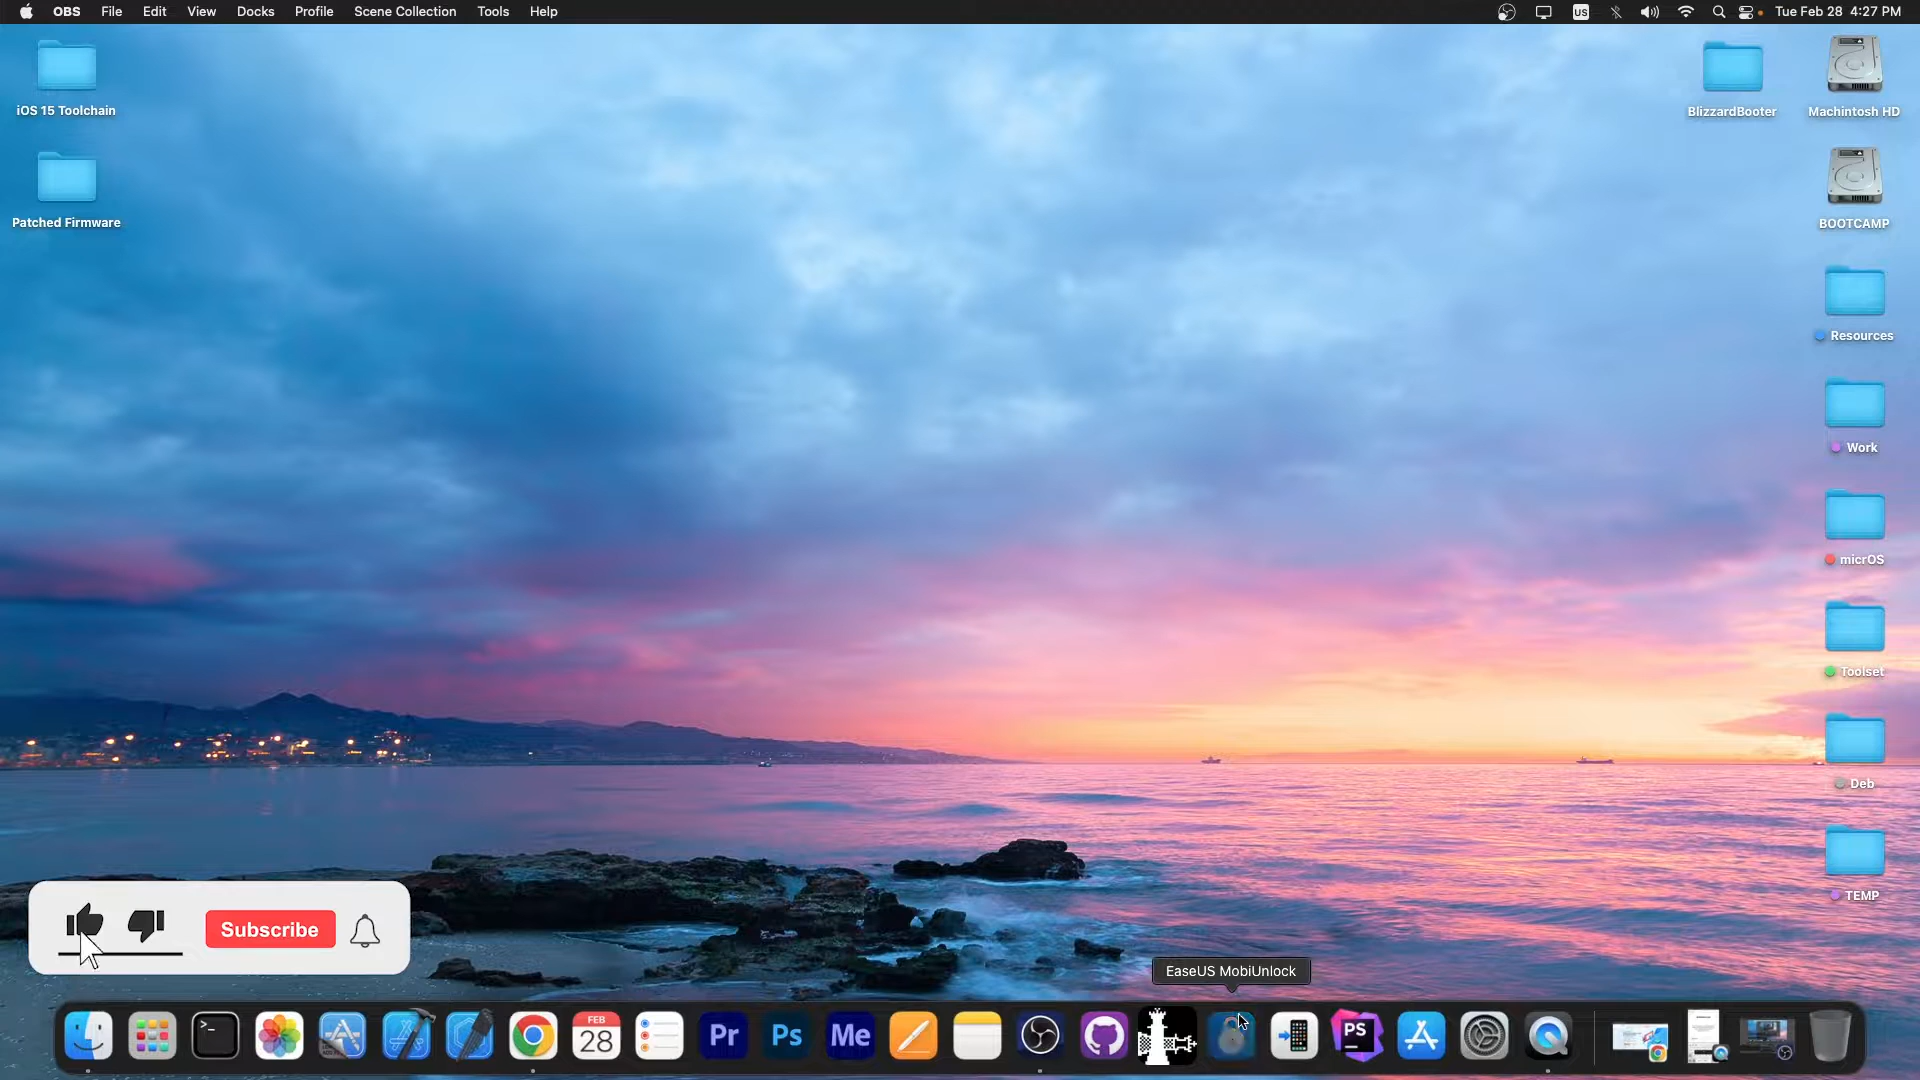 OBS File Edit View Docks Profile Scene Collection Tools Help US Tue Feb 28 4:27 PM
iOS 15 Toolchain
BlizzardBooter
Machintosh HD
Patched Firmware
BOOTCAMP
Resources
Work
micrOS
Toolset
Deb
TEMP
Subscribe
EaseUS MobiUnlock
FEB
28
>_
Pr
Ps
Me
PS